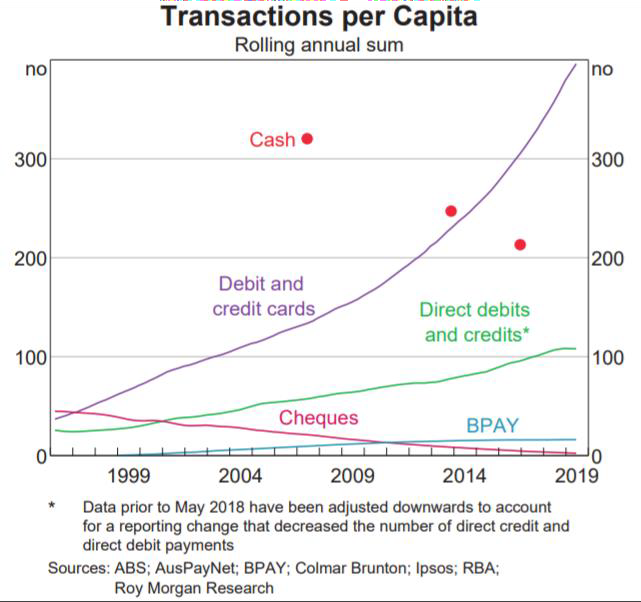 Transactions per Capita
Rolling annual sum
no
no
Cash
300
300
200
200
Debit and
credit cards
Direct debits
and credits*
100
100
Cheques
BPAY
0
0
1999 2004 2009 2014 2019
* Data prior to May 2018 have been adjusted downwards to account
for a reporting change that decreased the number of direct credit and
direct debit payments
Sources: ABS; AusPayNet; BPAY; Colmar Brunton; Ipsos; RBA;
Roy Morgan Research